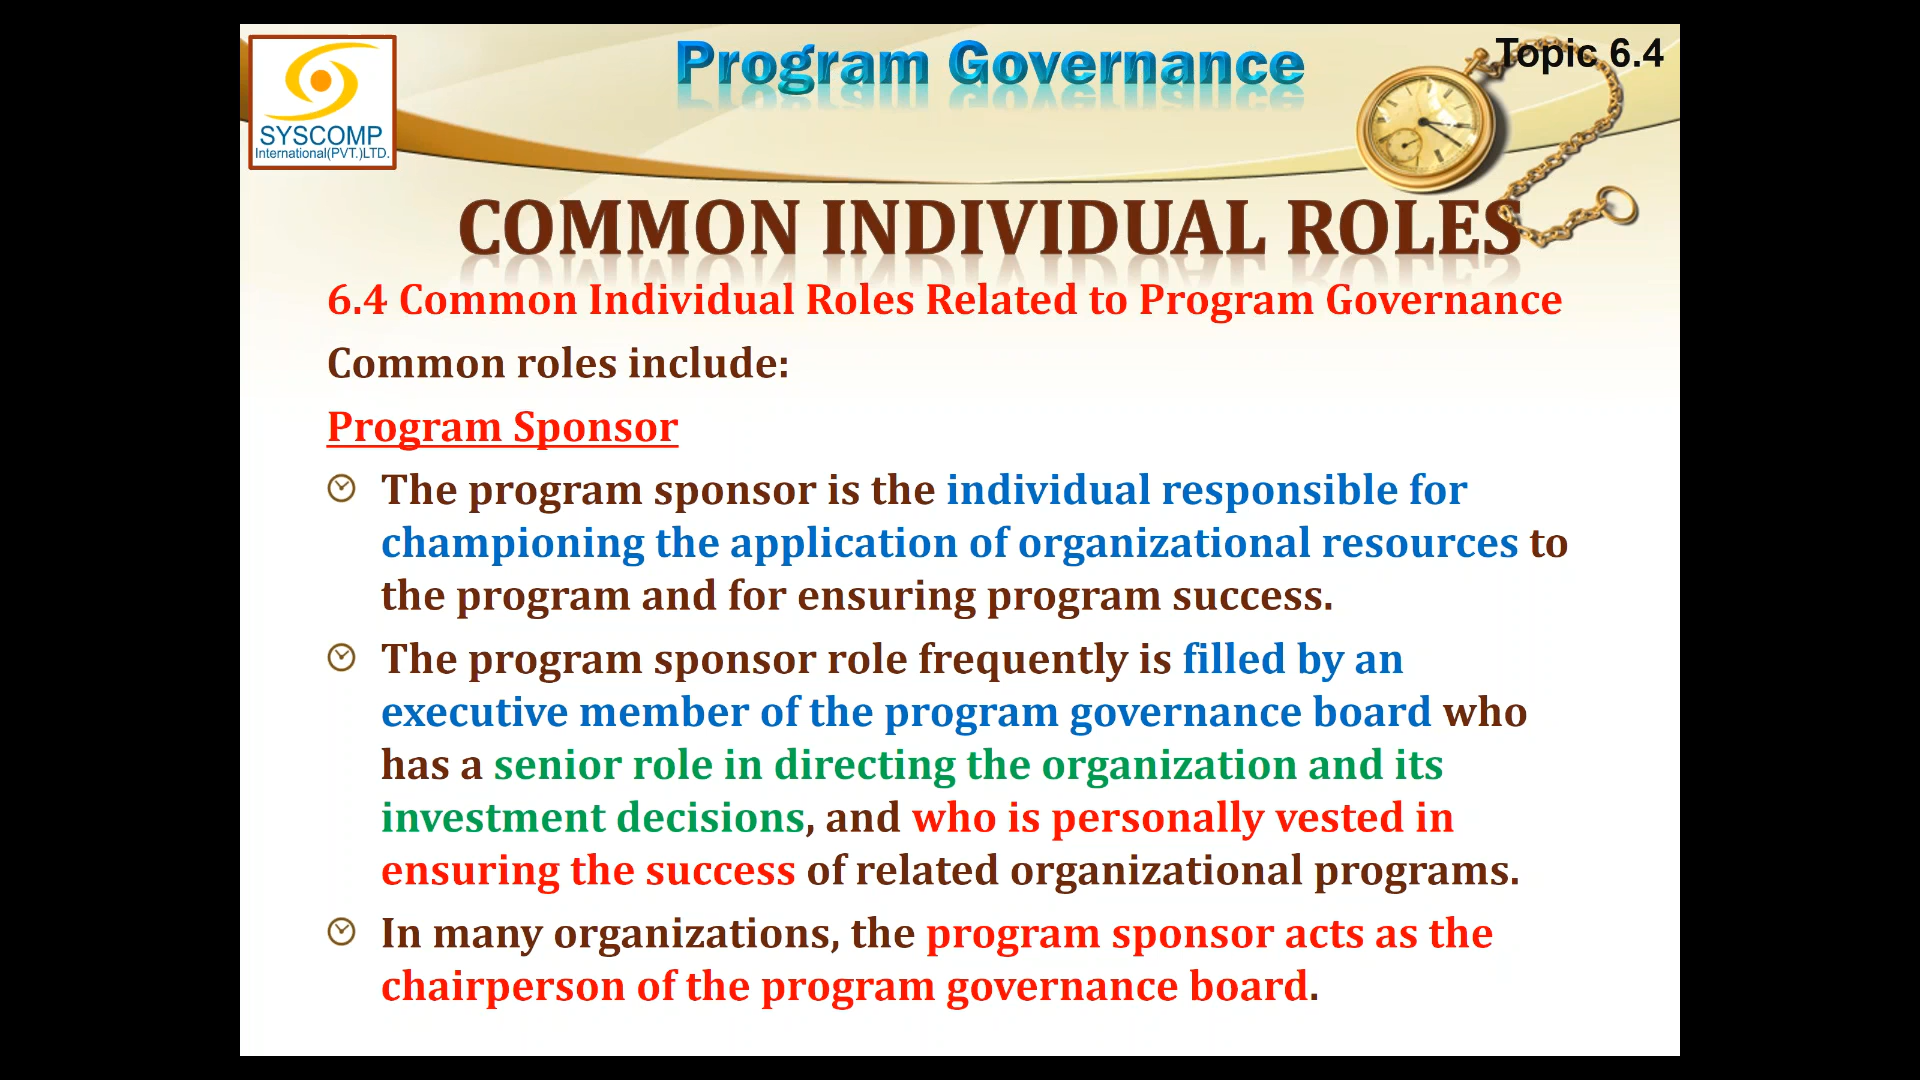 Program Governance
Topic 6.4
SYSCOMP
International(PVT.)LTD.
COMMON INDIVIDUAL ROLES
6.4 Common Individual Roles Related to Program Governance
Common roles include:
Program Sponsor
The program sponsor is the individual responsible for
championing the application of organizational resources to
the program and for ensuring program success.
The program sponsor role frequently is filled by an
executive member of the program governance board who
has a senior role in directing the organization and its
investment decisions, and who is personally vested in
ensuring the success of related organizational programs.
In many organizations, the program sponsor acts as the
chairperson of the program governance board.